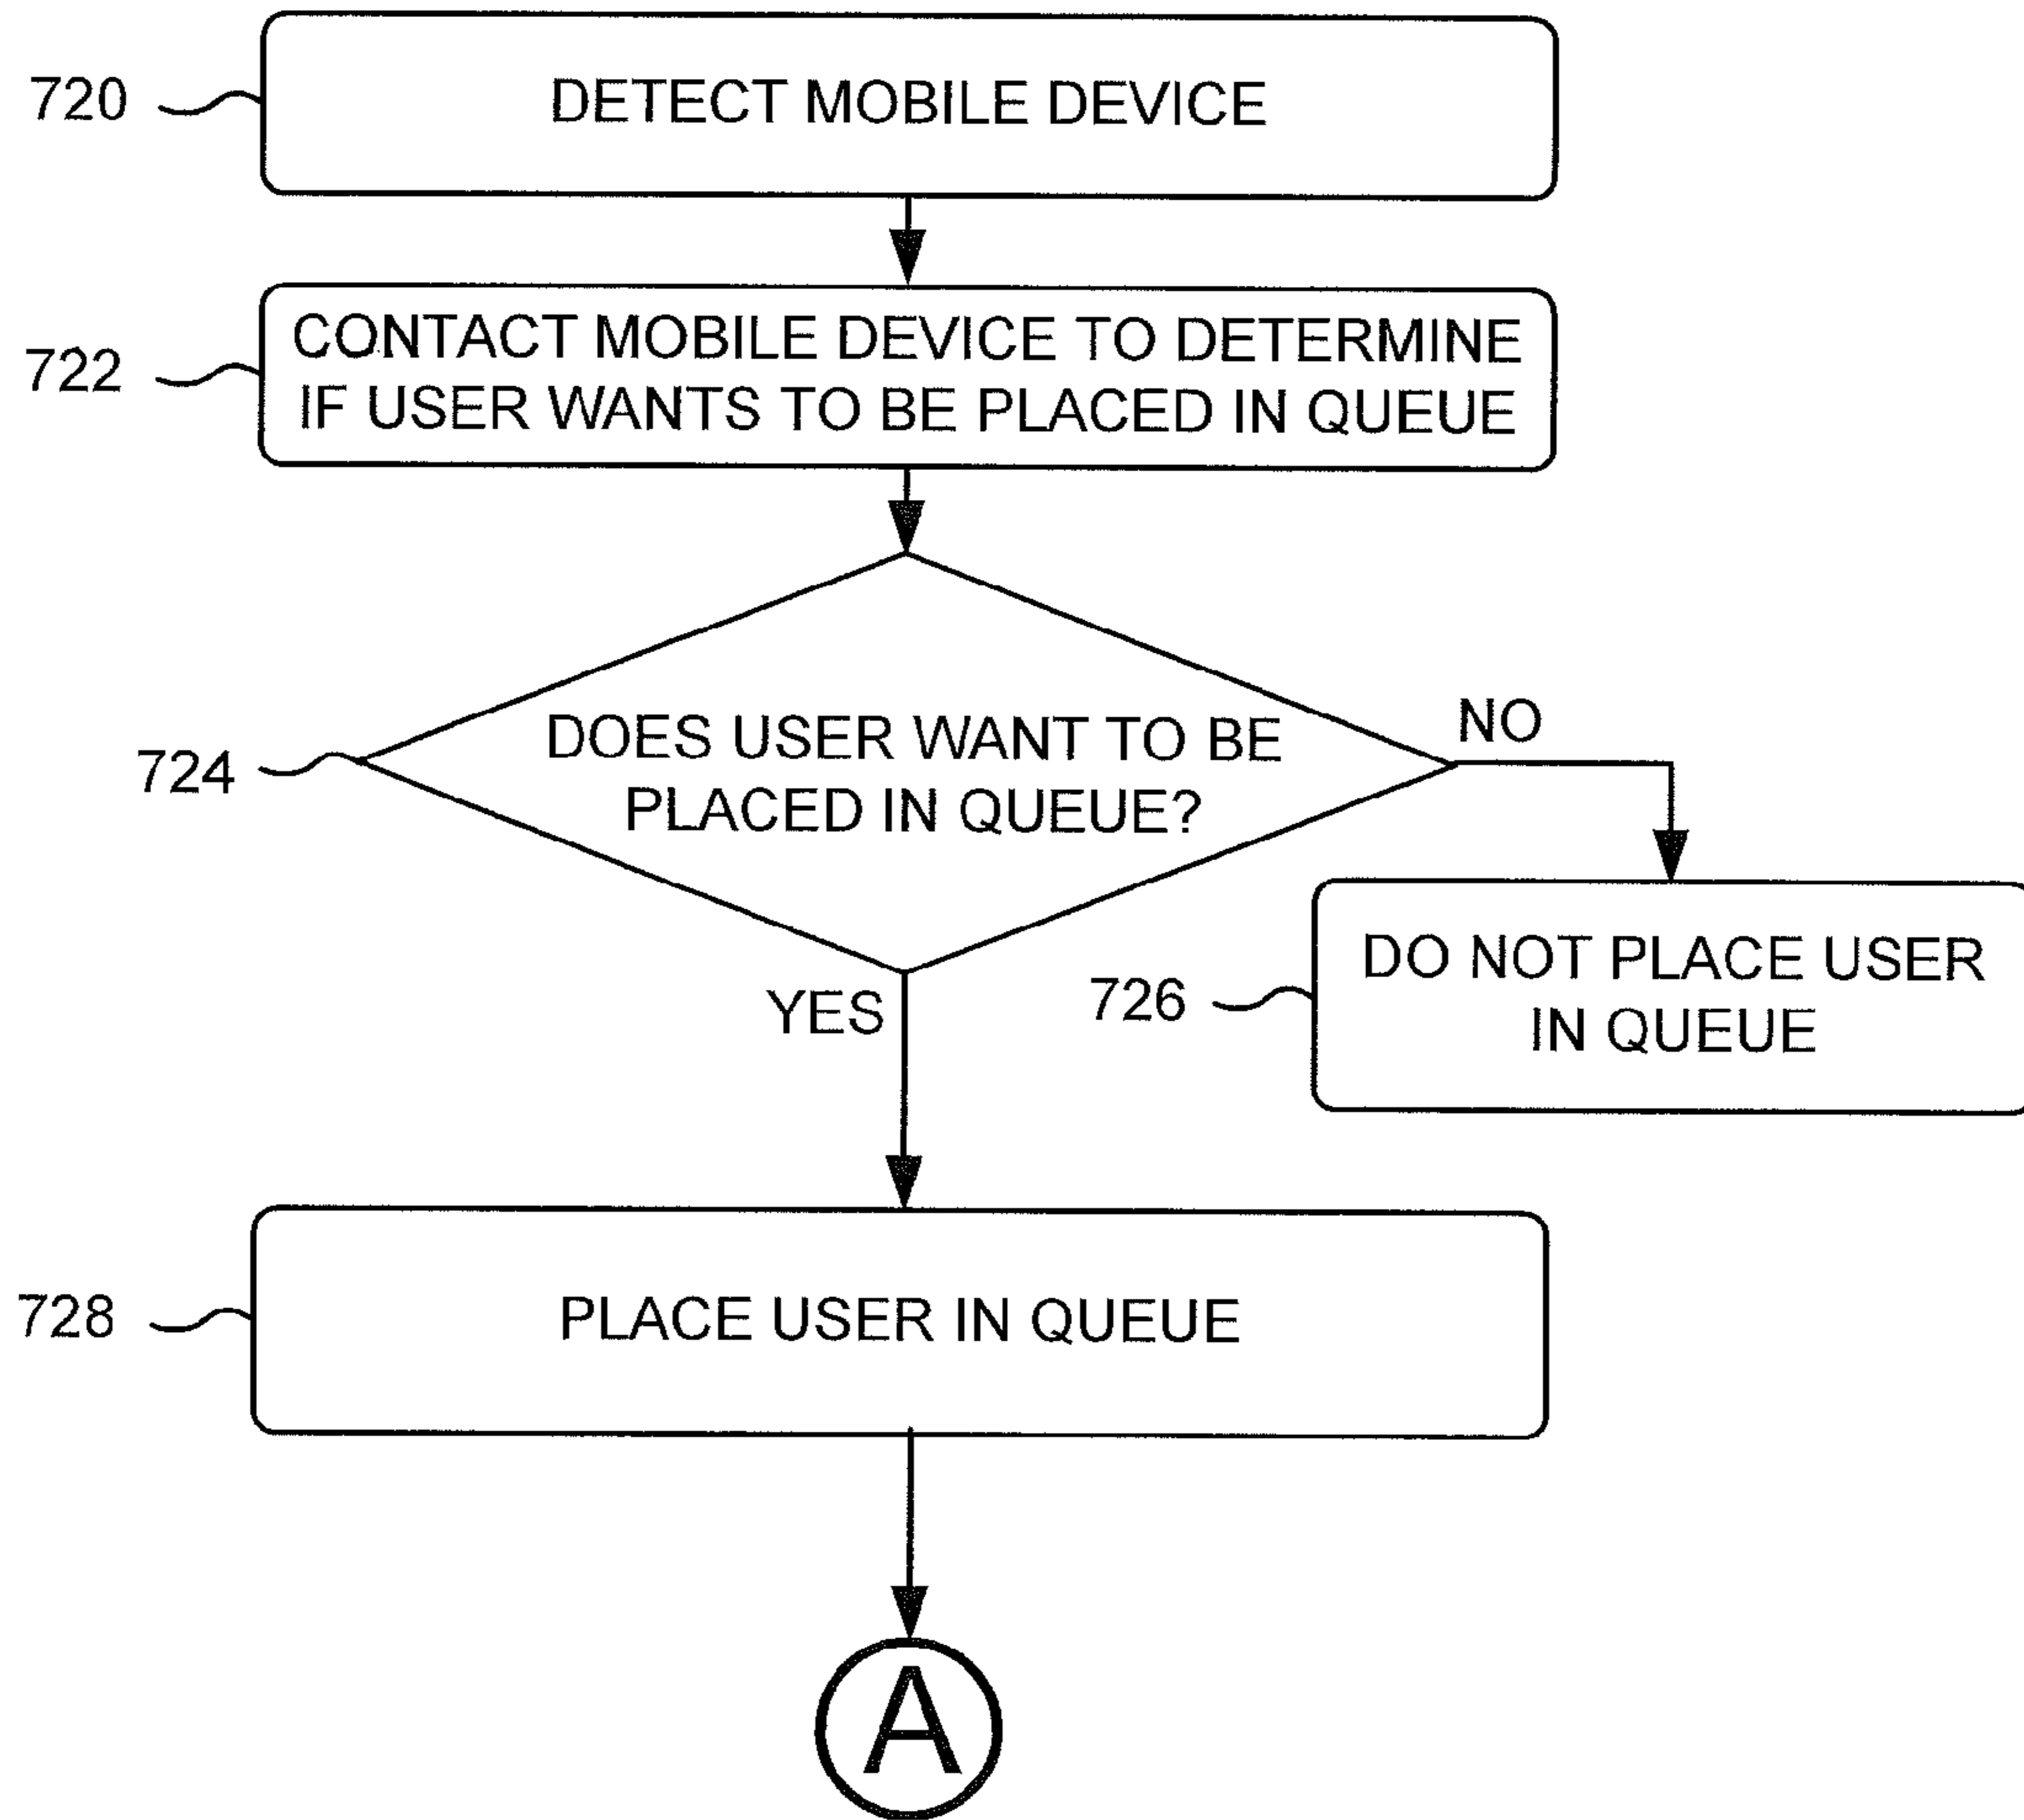 720
DETECT MOBILE DEVICE
722
CONTACT MOBILE DEVICE TO DETERMINE
IF USER WANTS TO BE PLACED IN QUEUE
724
DOES USER WANT TO BE
PLACED IN QUEUE?
NO
YES
726
DO NOT PLACE USER
IN QUEUE
728
PLACE USER IN QUEUE
A